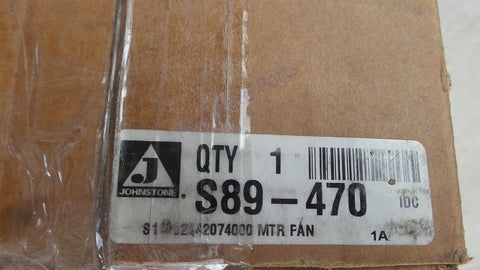 J
JOHNSTONE
QTY 1
S89-470
IDC
MTR FAN
1A